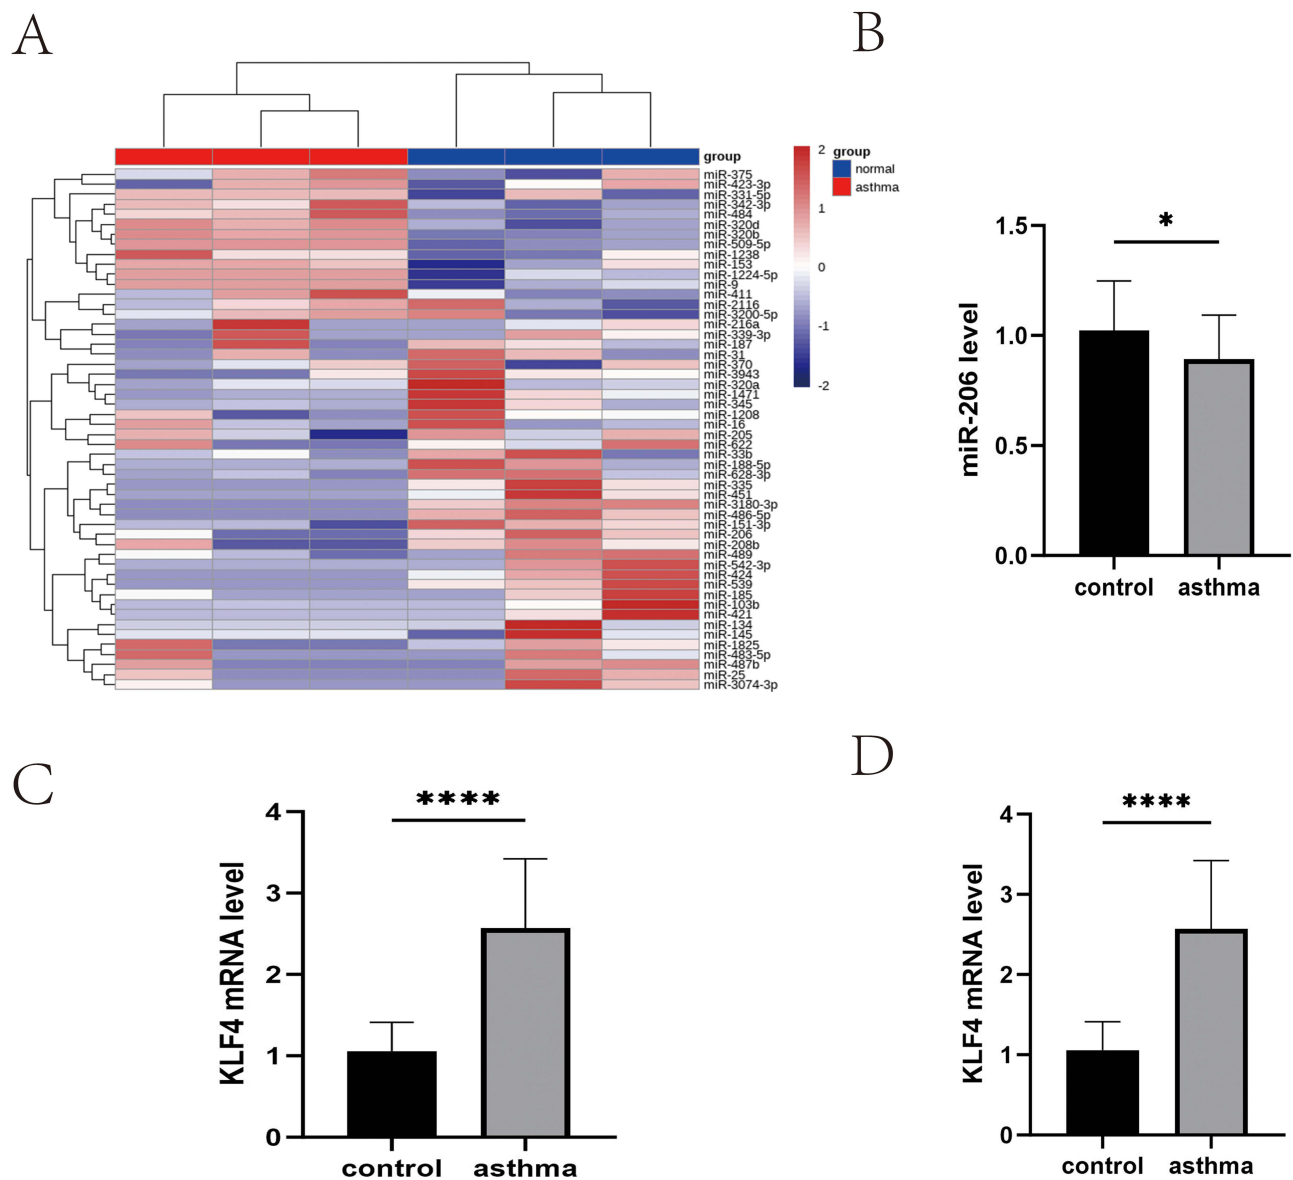 A
group
miR-375
miR-423-3p
miR-331-5p
miR-342-3p
miR-484
miR-320d
miR-320b
miR-509-5p
miR-1238
miR-153
miR-1224-5p
miR-9
miR-411
miR-2116
miR-3200-5p
miR-216a
miR-339-3p
miR-187
miR-31
miR-370
miR-3943
miR-320a
miR-1471
miR-345
miR-1208
miR-16
miR-205
miR-622
miR-33b
miR-188-5p
miR-628-3p
miR-335
miR-451
miR-3180-3p
miR-486-5p
miR-151-3p
miR-206
miR-208b
miR-489
miR-542-3p
miR-424
miR-539
miR-185
miR-103b
miR-421
miR-134
miR-145
miR-1825
miR-483-5p
miR-487b
miR-25
miR-3074-3p
2
1
0
-1
-2
group
normal
asthma
B
*
miR-206 level
1.5
1.0
0.5
0.0
control asthma
C
****
KLF4 mRNA level
4
3
2
1
0
control asthma
D
****
KLF4 mRNA level
4
3
2
1
0
control asthma